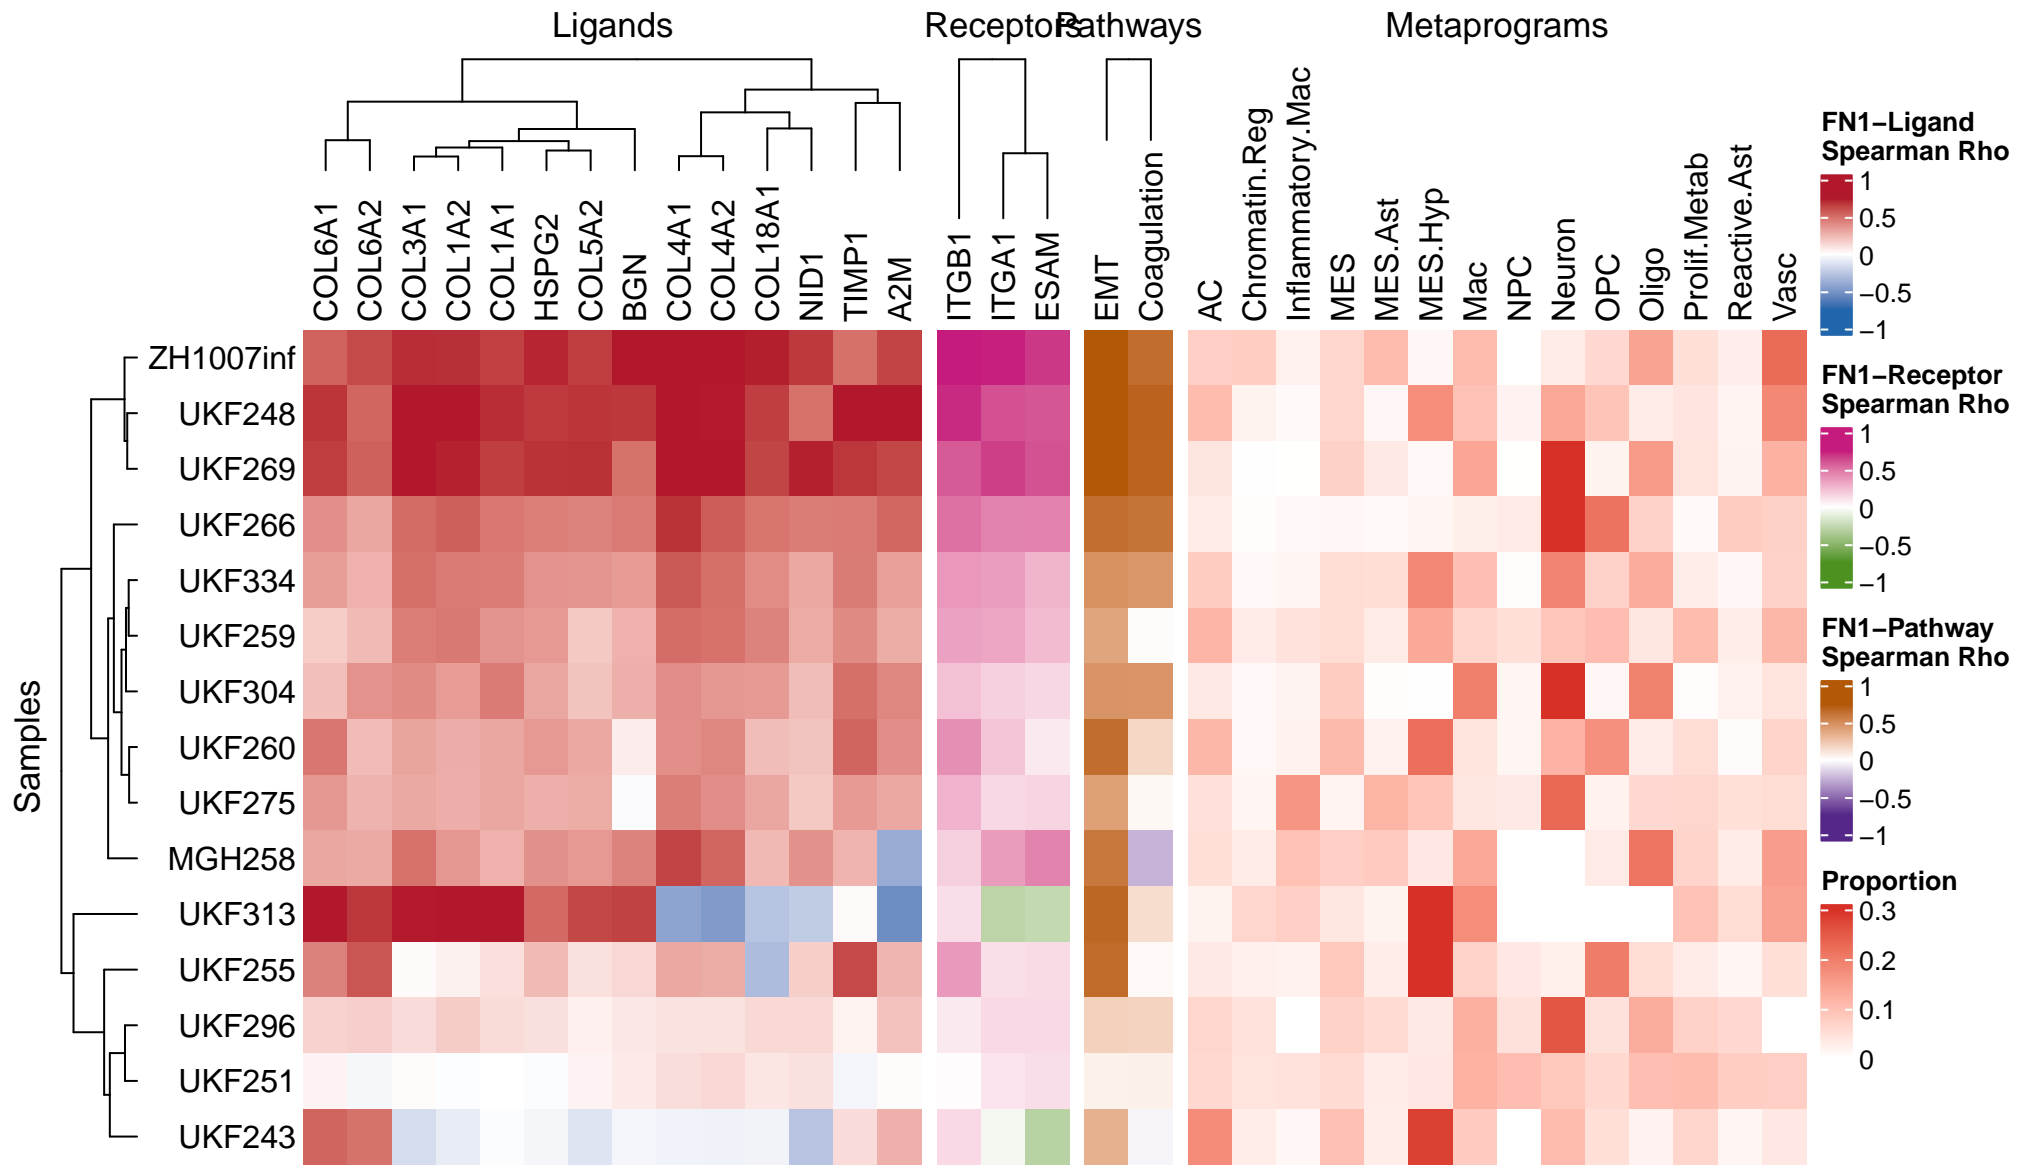 Ligands
Receptors
Pathways
Metaprograms
COL6A1
COL6A2
COL3A1
COL1A2
COL1A1
HSPG2
COL5A2
BGN
COL4A1
COL4A2
COL18A1
NID1
TIMP1
A2M
ITGB1
ITGA1
ESAM
EMT
Coagulation
AC
Chromatin.Reg
Inflammatory.Mac
MES
MES.Ast
MES.Hyp
Mac
NPC
Neuron
OPC
Oligo
Prolif.Metab
Reactive.Ast
Vasc
Samples
ZH1007inf
UKF248
UKF269
UKF266
UKF334
UKF259
UKF304
UKF260
UKF275
MGH258
UKF313
UKF255
UKF296
UKF251
UKF243
FN1−Ligand
Spearman Rho
1
0.5
0
−0.5
−1
FN1−Receptor
Spearman Rho
1
0.5
0
−0.5
−1
FN1−Pathway
Spearman Rho
1
0.5
0
−0.5
−1
Proportion
0.3
0.2
0.1
0